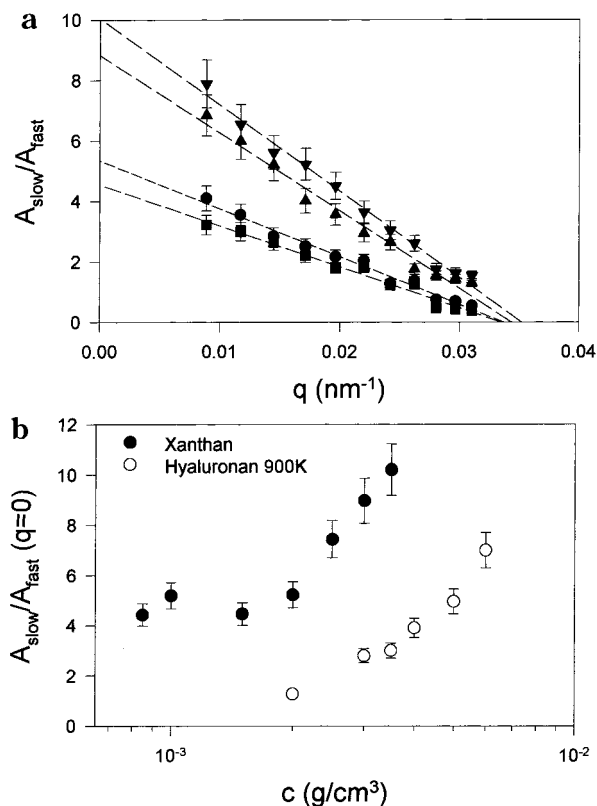 a
10
8
6
4
2
0
A_slow/A_fast
0.00 0.01 0.02 0.03 0.04
q (nm⁻¹)
b
12
10
8
6
4
2
0
A_slow/A_fast (q=0)
Xanthan
Hyaluronan 900K
10⁻³ 10⁻²
c (g/cm³)